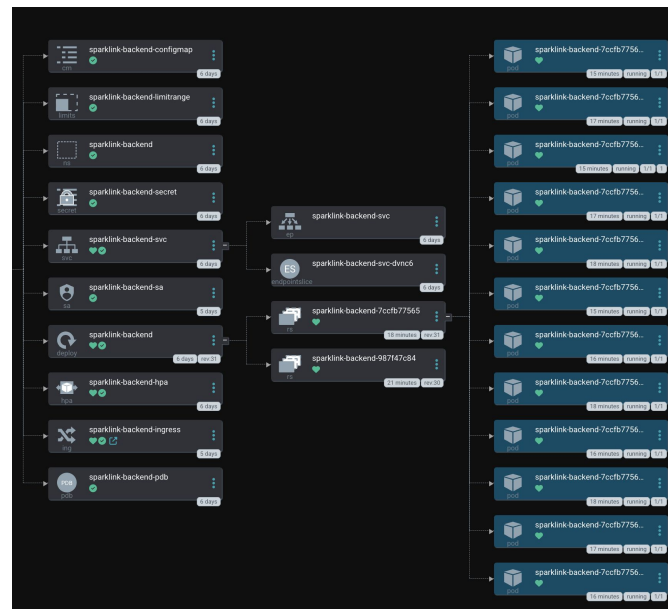 sparklink-backend-configmap
cm
6 days
sparklink-backend-limitrange
limits
6 days
sparklink-backend
ns
6 days
sparklink-backend-secret
secret
6 days
sparklink-backend-svc
svc
6 days
sparklink-backend-sa
sa
5 days
sparklink-backend
deploy
6 days rev:31
sparklink-backend-hpa
hpa
6 days
sparklink-backend-ingress
ing
5 days
PDB
sparklink-backend-pdb
pdb
6 days
sparklink-backend-svc
ep
6 days
ES
sparklink-backend-svc-dvnc6
endpointslice
6 days
sparklink-backend-7ccfb77565
rs
18 minutes rev:31
sparklink-backend-987f47c84
rs
21 minutes rev:30
sparklink-backend-7ccfb7756...
pod
15 minutes running 1/1
sparklink-backend-7ccfb7756...
pod
17 minutes running 1/1
sparklink-backend-7ccfb7756...
pod
15 minutes running 1/1 1
sparklink-backend-7ccfb7756...
pod
17 minutes running 1/1
sparklink-backend-7ccfb7756...
pod
18 minutes running 1/1
sparklink-backend-7ccfb7756...
pod
15 minutes running 1/1
sparklink-backend-7ccfb7756...
pod
16 minutes running 1/1
sparklink-backend-7ccfb7756...
pod
18 minutes running 1/1
sparklink-backend-7ccfb7756...
pod
16 minutes running 1/1
sparklink-backend-7ccfb7756...
pod
18 minutes running 1/1
sparklink-backend-7ccfb7756...
pod
17 minutes running 1/1
sparklink-backend-7ccfb7756...
pod
16 minutes running 1/1